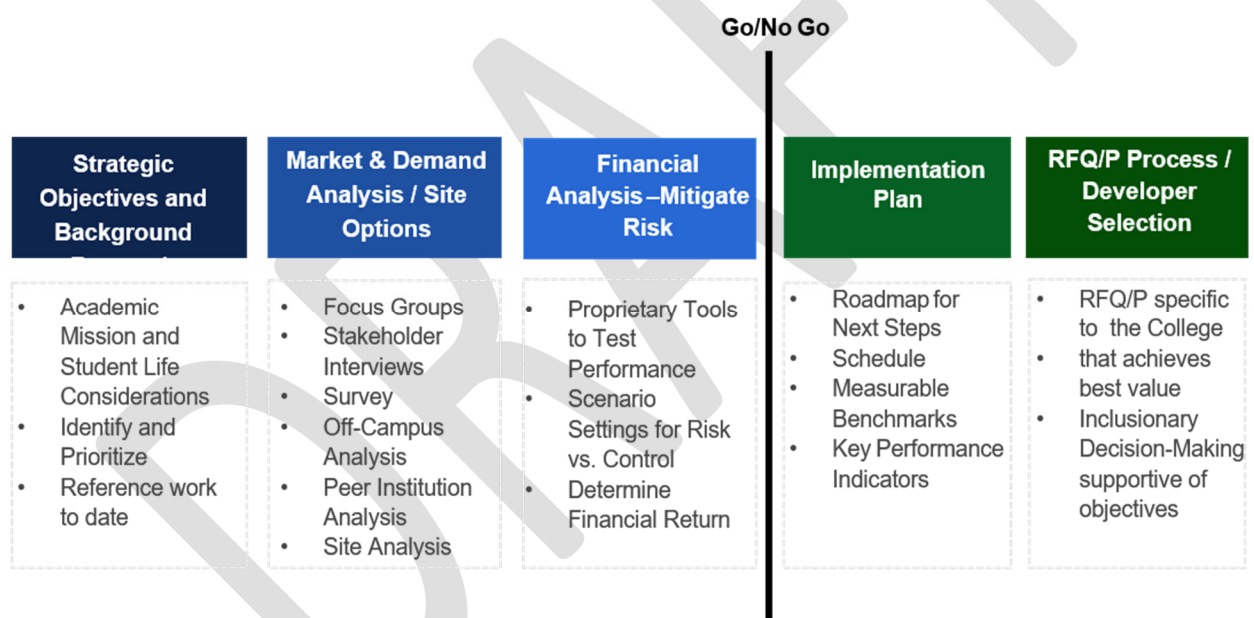 Go/No Go
Strategic
Objectives and
Background
Market & Demand
Analysis / Site
Options
Financial
Analysis –Mitigate
Risk
Implementation
Plan
RFQ/P Process /
Developer
Selection
• Academic
Mission and
Student Life
Considerations
• Identify and
Prioritize
• Reference work
to date
• Focus Groups
• Stakeholder
Interviews
• Survey
• Off-Campus
Analysis
• Peer Institution
Analysis
• Site Analysis
• Proprietary Tools
to Test
Performance
• Scenario
Settings for Risk
vs. Control
• Determine
Financial Return
• Roadmap for
Next Steps
• Schedule
• Measurable
Benchmarks
• Key Performance
Indicators
• RFQ/P specific
to the College
• that achieves
best value
• Inclusionary
Decision-Making
supportive of
objectives
DRAFT